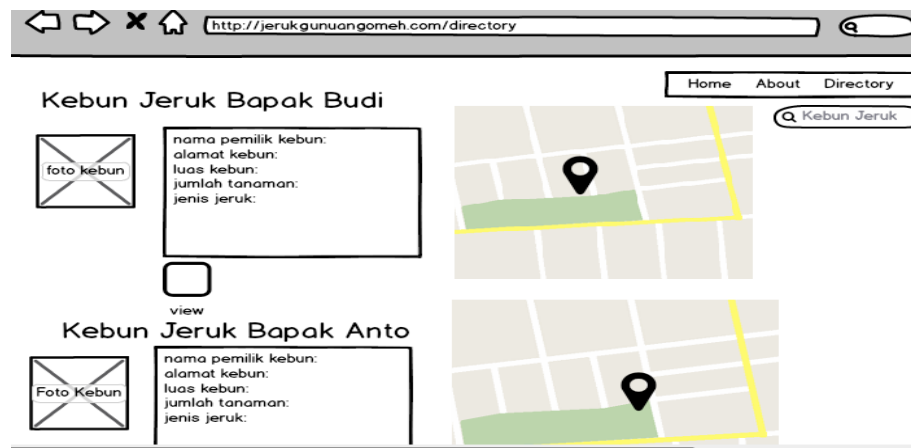 http://jerukgunuangomeh.com/directory
Home About Directory
Kebun Jeruk
Kebun Jeruk Bapak Budi
foto kebun
nama pemilik kebun:
alamat kebun:
luas kebun:
jumlah tanaman:
jenis jeruk:
view
Kebun Jeruk Bapak Anto
Foto Kebun
nama pemilik kebun:
alamat kebun:
luas kebun:
jumlah tanaman:
jenis jeruk: